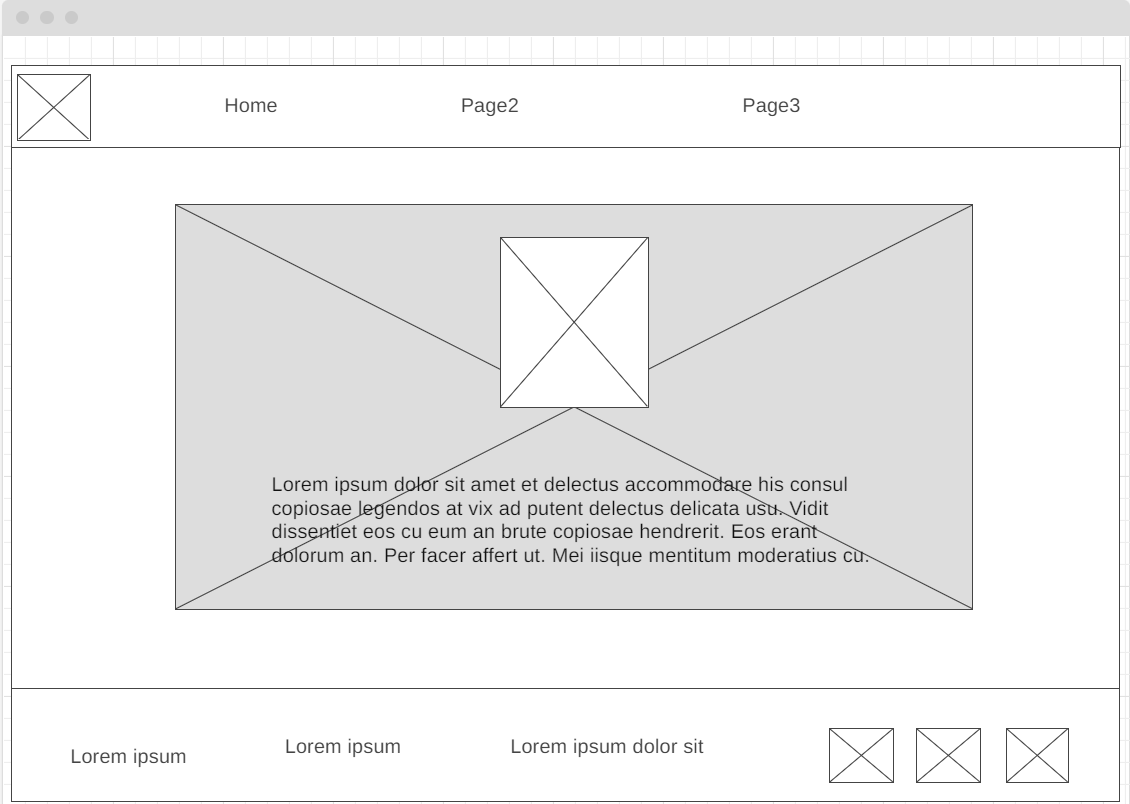 Home
Page2
Page3
Lorem ipsum dolor sit amet et delectus accommodare his consul
copiosae legendos at vix ad putent delectus delicata usu. Vidit
dissentiet eos cu eum an brute copiosae hendrerit. Eos erant
dolorum an. Per facer affert ut. Mei iisque mentitum moderatius cu.
Lorem ipsum
Lorem ipsum
Lorem ipsum dolor sit